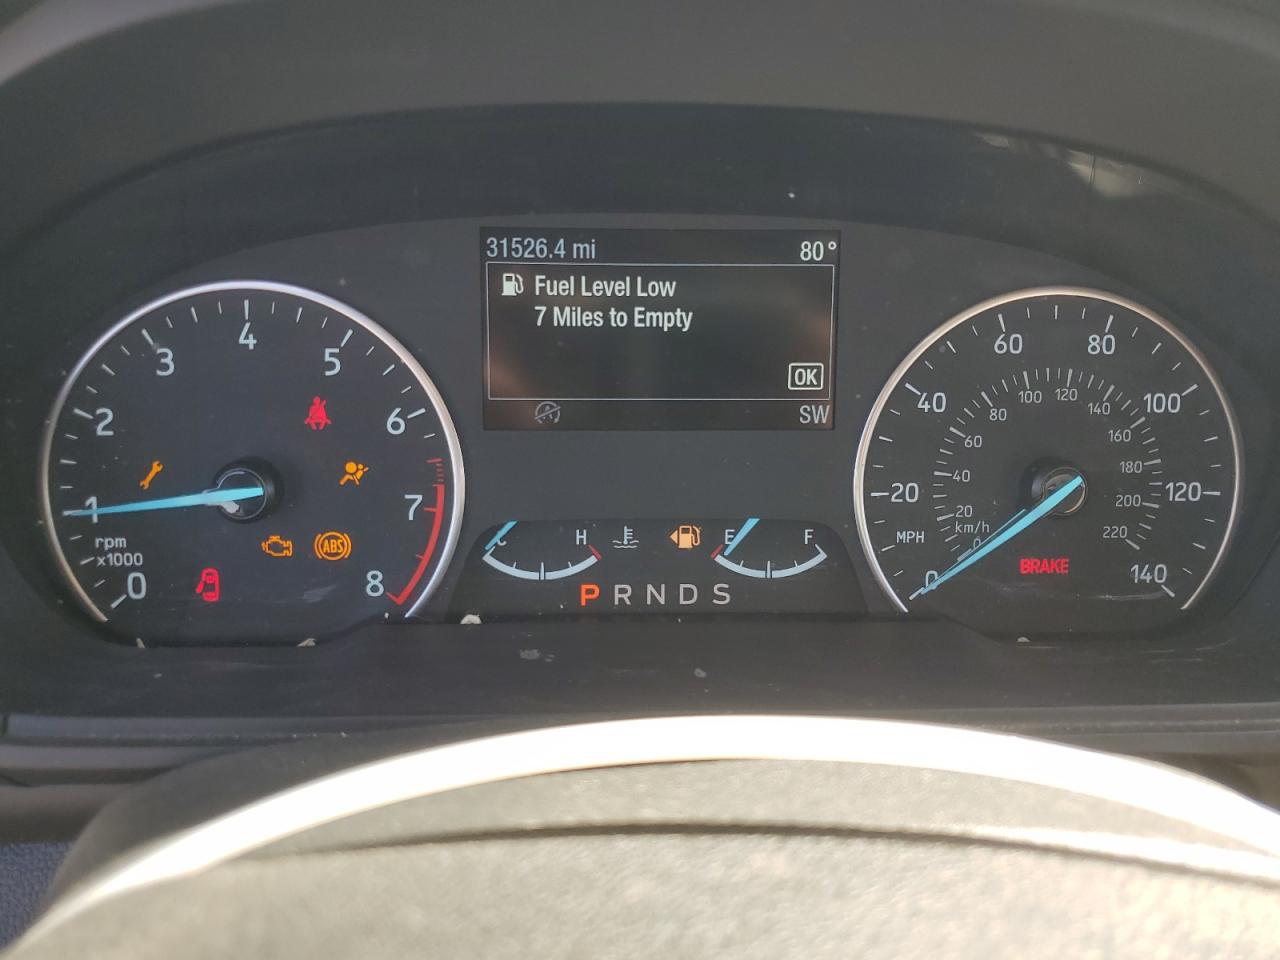 31526.4 mi 80°
Fuel Level Low
7 Miles to Empty
OK
SW
0 1 2 3 4 5 6 7 8
rpm
x1000
ABS
C H
E F
P R N D S
0 20 40 60 80 100 120 140
MPH
0 20 40 60 80 100 120 140 160 180 200 220
km/h
BRAKE